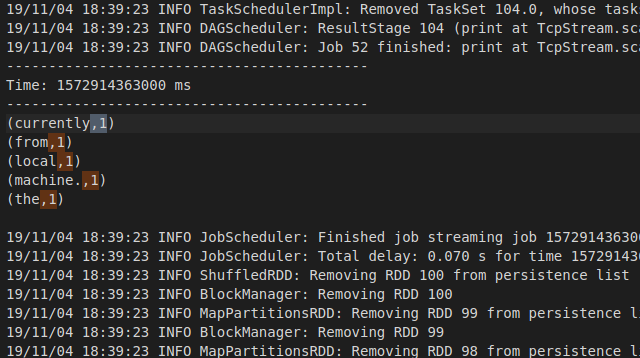 19/11/04 18:39:23 INFO TaskSchedulerImpl: Removed TaskSet 104.0, whose task
19/11/04 18:39:23 INFO DAGScheduler: ResultStage 104 (print at TcpStream.sca
19/11/04 18:39:23 INFO DAGScheduler: Job 52 finished: print at TcpStream.sca
-------------------------------------------
Time: 1572914363000 ms
-------------------------------------------
(currently,1)
(from,1)
(local,1)
(machine.,1)
(the,1)
19/11/04 18:39:23 INFO JobScheduler: Finished job streaming job 157291436300
19/11/04 18:39:23 INFO JobScheduler: Total delay: 0.070 s for time 157291436
19/11/04 18:39:23 INFO ShuffledRDD: Removing RDD 100 from persistence list
19/11/04 18:39:23 INFO BlockManager: Removing RDD 100
19/11/04 18:39:23 INFO MapPartitionsRDD: Removing RDD 99 from persistence li
19/11/04 18:39:23 INFO BlockManager: Removing RDD 99
19/11/04 18:39:23 INFO MapPartitionsRDD: Removing RDD 98 from persistence li